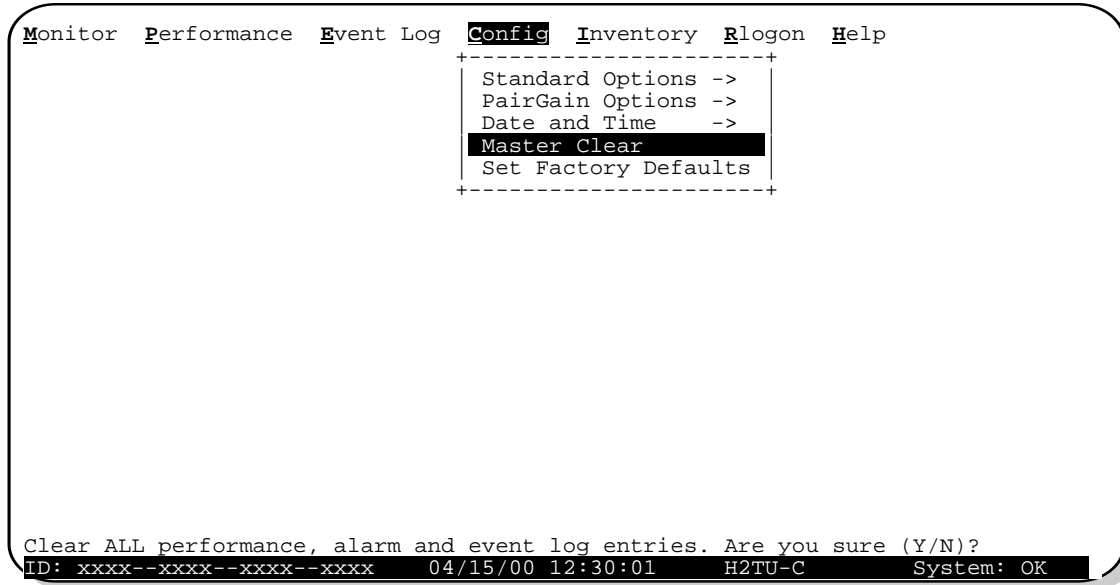 Monitor Performance Event Log Config Inventory Rlogon Help
+----------------------+
| Standard Options -> |
| PairGain Options -> |
| Date and Time -> |
| Master Clear |
| Set Factory Defaults |
+----------------------+
Clear ALL performance, alarm and event log entries. Are you sure (Y/N)?
ID: xxxx--xxxx--xxxx--xxxx 04/15/00 12:30:01 H2TU-C System: OK